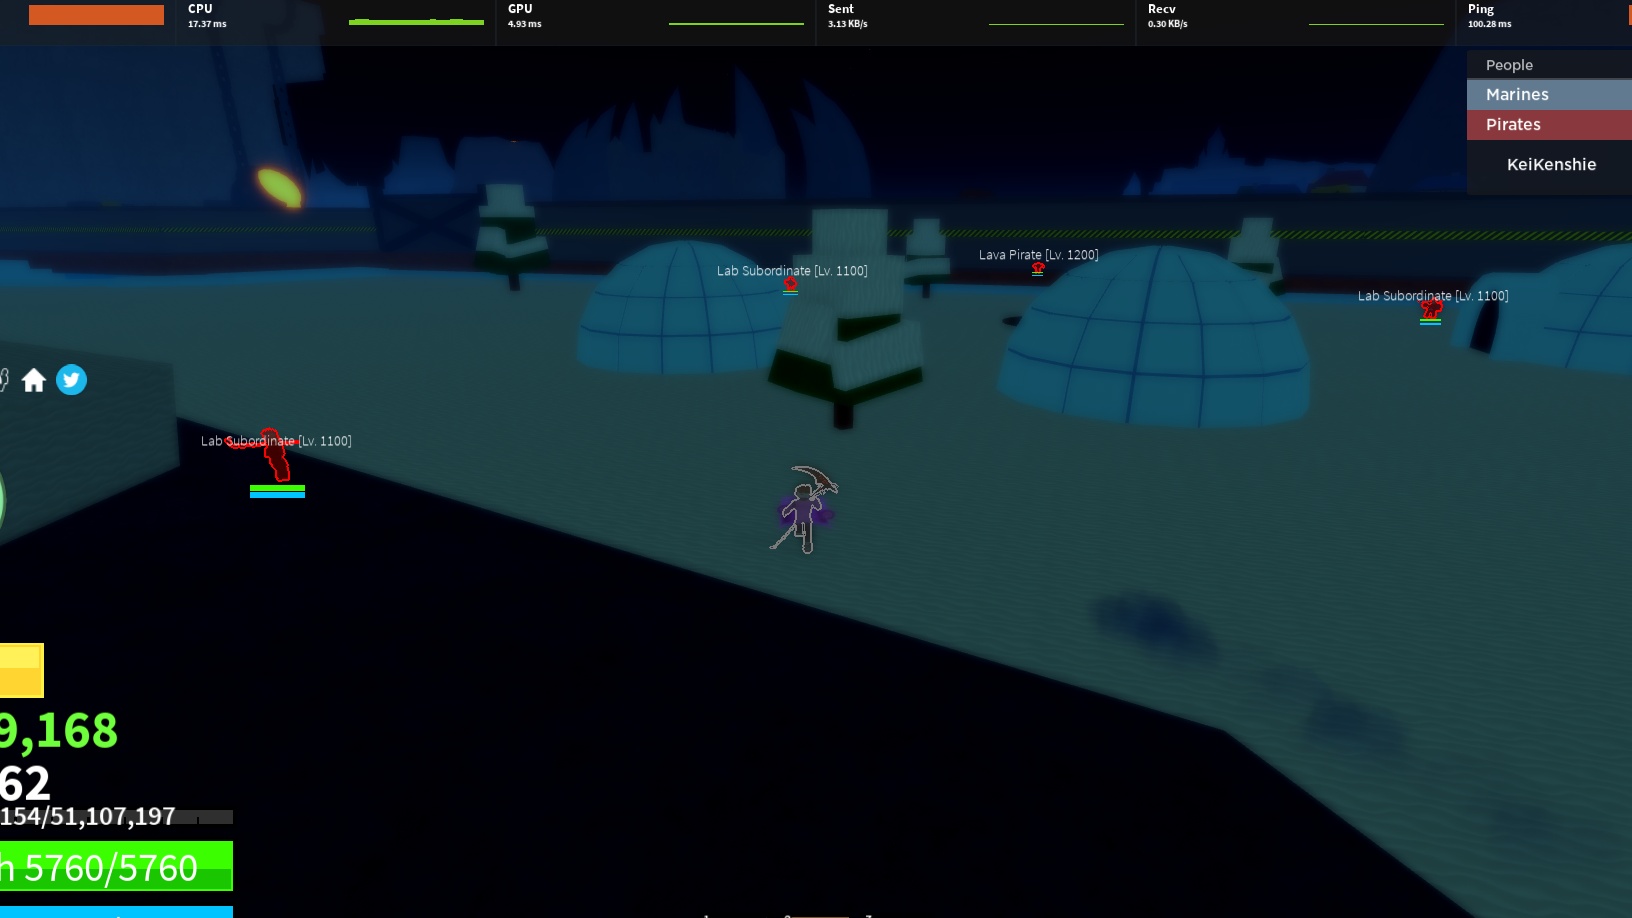 CPU
17.37 ms
GPU
4.93 ms
Sent
3.13 KB/s
Recv
0.30 KB/s
Ping
100.28 ms
People
Marines
Pirates
KeiKenshie
Lava Pirate [Lv. 1200]
Lab Subordinate [Lv. 1100]
Lab Subordinate [Lv. 1100]
Lab Subordinate [Lv. 1100]
9,168
62
154/51,107,197
h 5760/5760